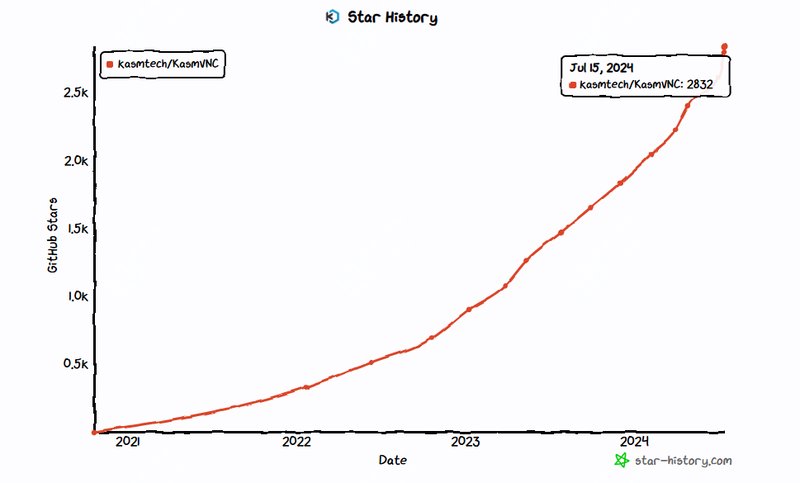 Star History
kasmtech/KasmVNC
Jul 15, 2024
kasmtech/KasmVNC: 2832
2.5k
2.0k
1.5k
1.0k
0.5k
GitHub Stars
2021 2022 2023 2024
Date
star-history.com